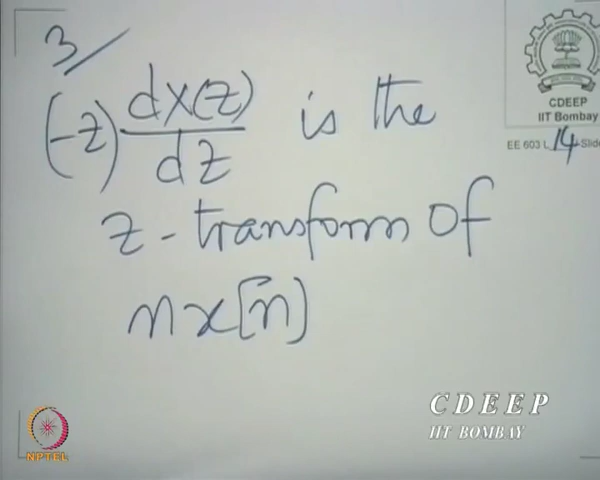 3/
(-z) dX(z)/dz is the
z-transform of
nx[n]
CDEEP
IIT Bombay
EE 603 L 14 Slide
CDEEP
IIT BOMBAY
NPTEL